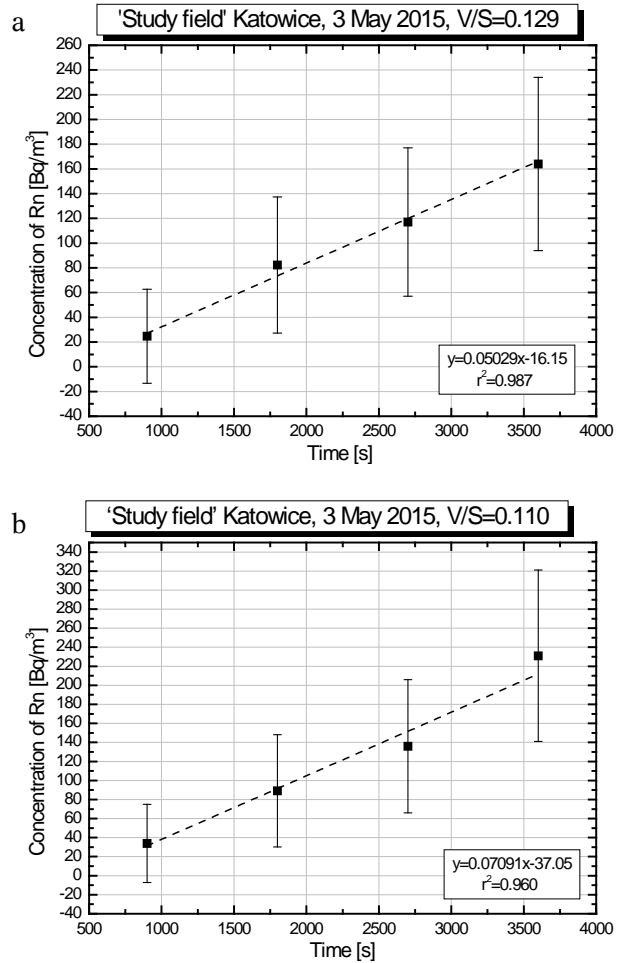 a
'Study field' Katowice, 3 May 2015, V/S=0.129
Concentration of Rn [Bq/m³]
260
240
220
200
180
160
140
120
100
80
60
40
20
0
-20
-40
y=0.05029x-16.15
r²=0.987
500 1000 1500 2000 2500 3000 3500 4000
Time [s]
b
‘Study field’ Katowice, 3 May 2015, V/S=0.110
Concentration of Rn [Bq/m³]
340
320
300
280
260
240
220
200
180
160
140
120
100
80
60
40
20
0
-20
-40
y=0.07091x-37.05
r²=0.960
500 1000 1500 2000 2500 3000 3500 4000
Time [s]